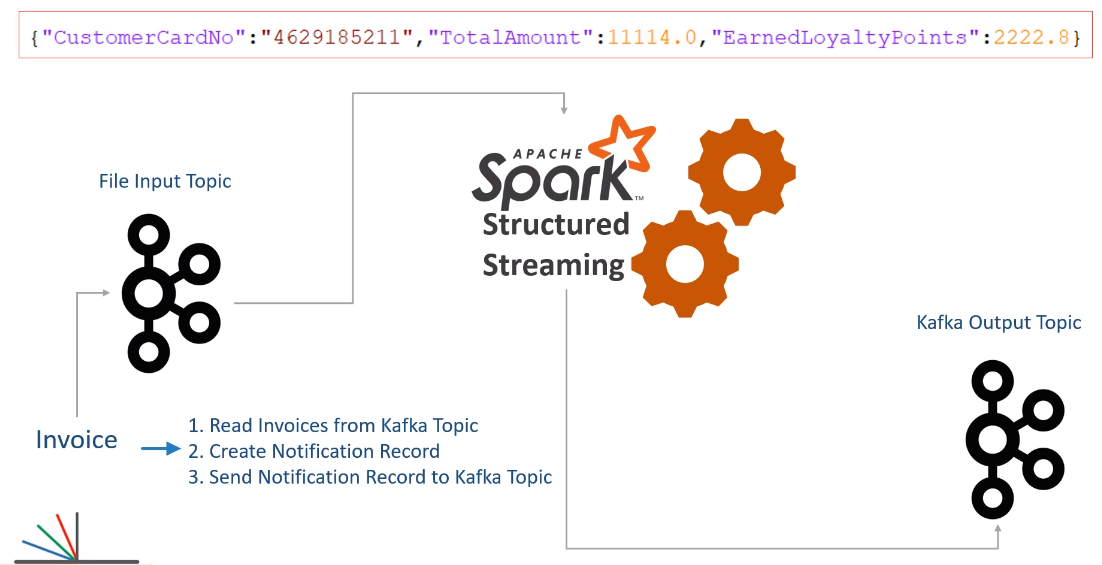 {"CustomerCardNo":"4629185211","TotalAmount":11114.0,"EarnedLoyaltyPoints":2222.8}
File Input Topic
APACHE
Spark™
Structured
Streaming
Kafka Output Topic
Invoice
1. Read Invoices from Kafka Topic
2. Create Notification Record
3. Send Notification Record to Kafka Topic